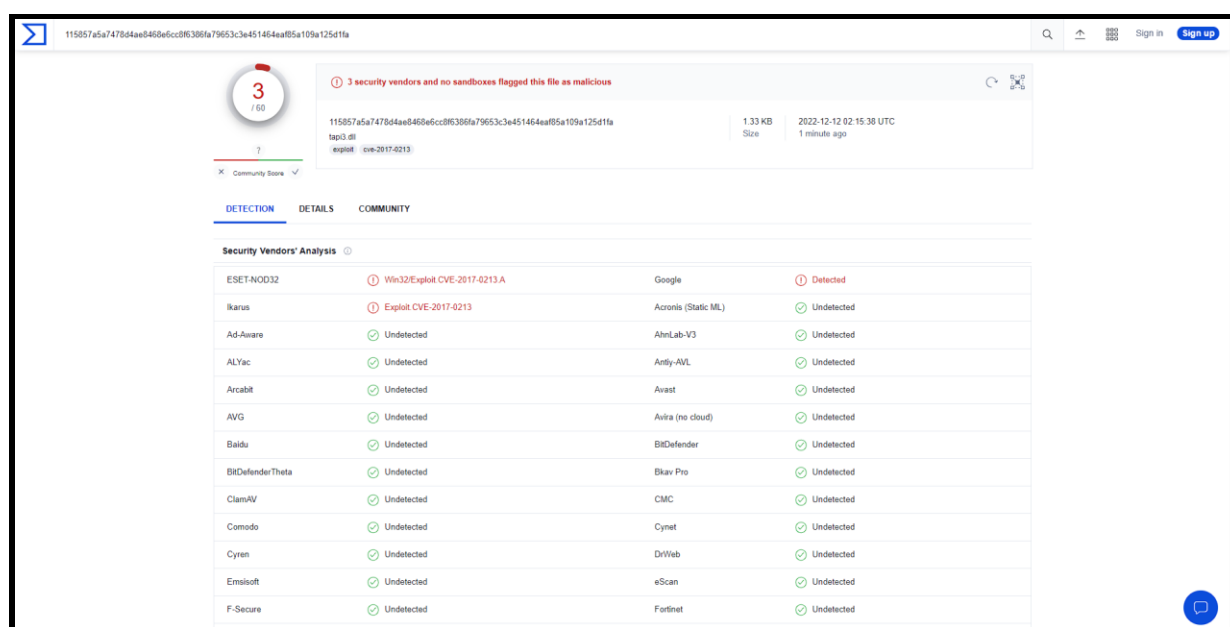 115857a5a7478d4ae8468e6cc8f6386fa79653c3e451464eaf85a109a125d1fa
Sign in
Sign up
3
/ 60
?
Community Score
3 security vendors and no sandboxes flagged this file as malicious
115857a5a7478d4ae8468e6cc8f6386fa79653c3e451464eaf85a109a125d1fa
tapi3.dll
exploit cve-2017-0213
1.33 KB
Size
2022-12-12 02:15:38 UTC
1 minute ago
DETECTION DETAILS COMMUNITY
Security Vendors' Analysis
ESET-NOD32 Win32/Exploit.CVE-2017-0213.A Google Detected
Ikarus Exploit.CVE-2017-0213 Acronis (Static ML) Undetected
Ad-Aware Undetected AhnLab-V3 Undetected
ALYac Undetected Antiy-AVL Undetected
Arcabit Undetected Avast Undetected
AVG Undetected Avira (no cloud) Undetected
Baidu Undetected BitDefender Undetected
BitDefenderTheta Undetected Bkav Pro Undetected
ClamAV Undetected CMC Undetected
Comodo Undetected Cynet Undetected
Cyren Undetected DrWeb Undetected
Emsisoft Undetected eScan Undetected
F-Secure Undetected Fortinet Undetected